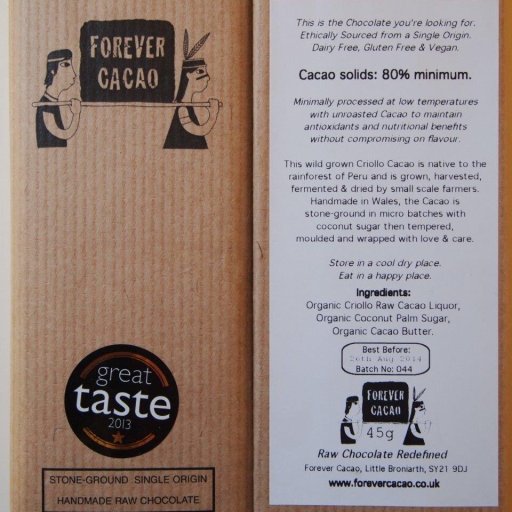 FOREVER
CACAO
great
taste
2013
STONE-GROUND SINGLE ORIGIN
HANDMADE RAW CHOCOLATE
This is the Chocolate you're looking for.
Ethically Sourced from a Single Origin.
Dairy Free, Gluten Free & Vegan.
Cacao solids: 80% minimum.
Minimally processed at low temperatures
with unroasted Cacao to maintain
antioxidants and nutritional benefits
without compromising on flavour.
This wild grown Criollo Cacao is native to the
rainforest of Peru and is grown, harvested,
fermented & dried by small scale farmers.
Handmade in Wales, the Cacao is
stone-ground in micro batches with
coconut sugar then tempered,
moulded and wrapped with love & care.
Store in a cool dry place.
Eat in a happy place.
Ingredients:
Organic Criollo Raw Cacao Liquor,
Organic Coconut Palm Sugar,
Organic Cacao Butter.
Best Before:
26th Aug 2014
Batch No: 044
FOREVER
CACAO
45g
Raw Chocolate Redefined
Forever Cacao, Little Broniarth, SY21 9DJ
www.forevercacao.co.uk